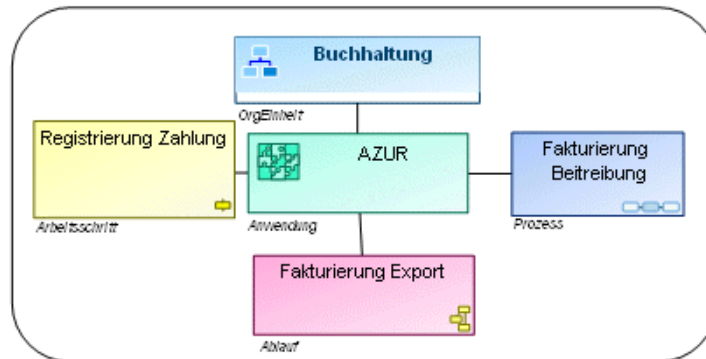 Buchhaltung
OrgEinheit
Registrierung Zahlung
Arbeitsschritt
AZUR
Anwendung
Fakturierung
Beitreibung
Prozess
Fakturierung Export
Ablauf